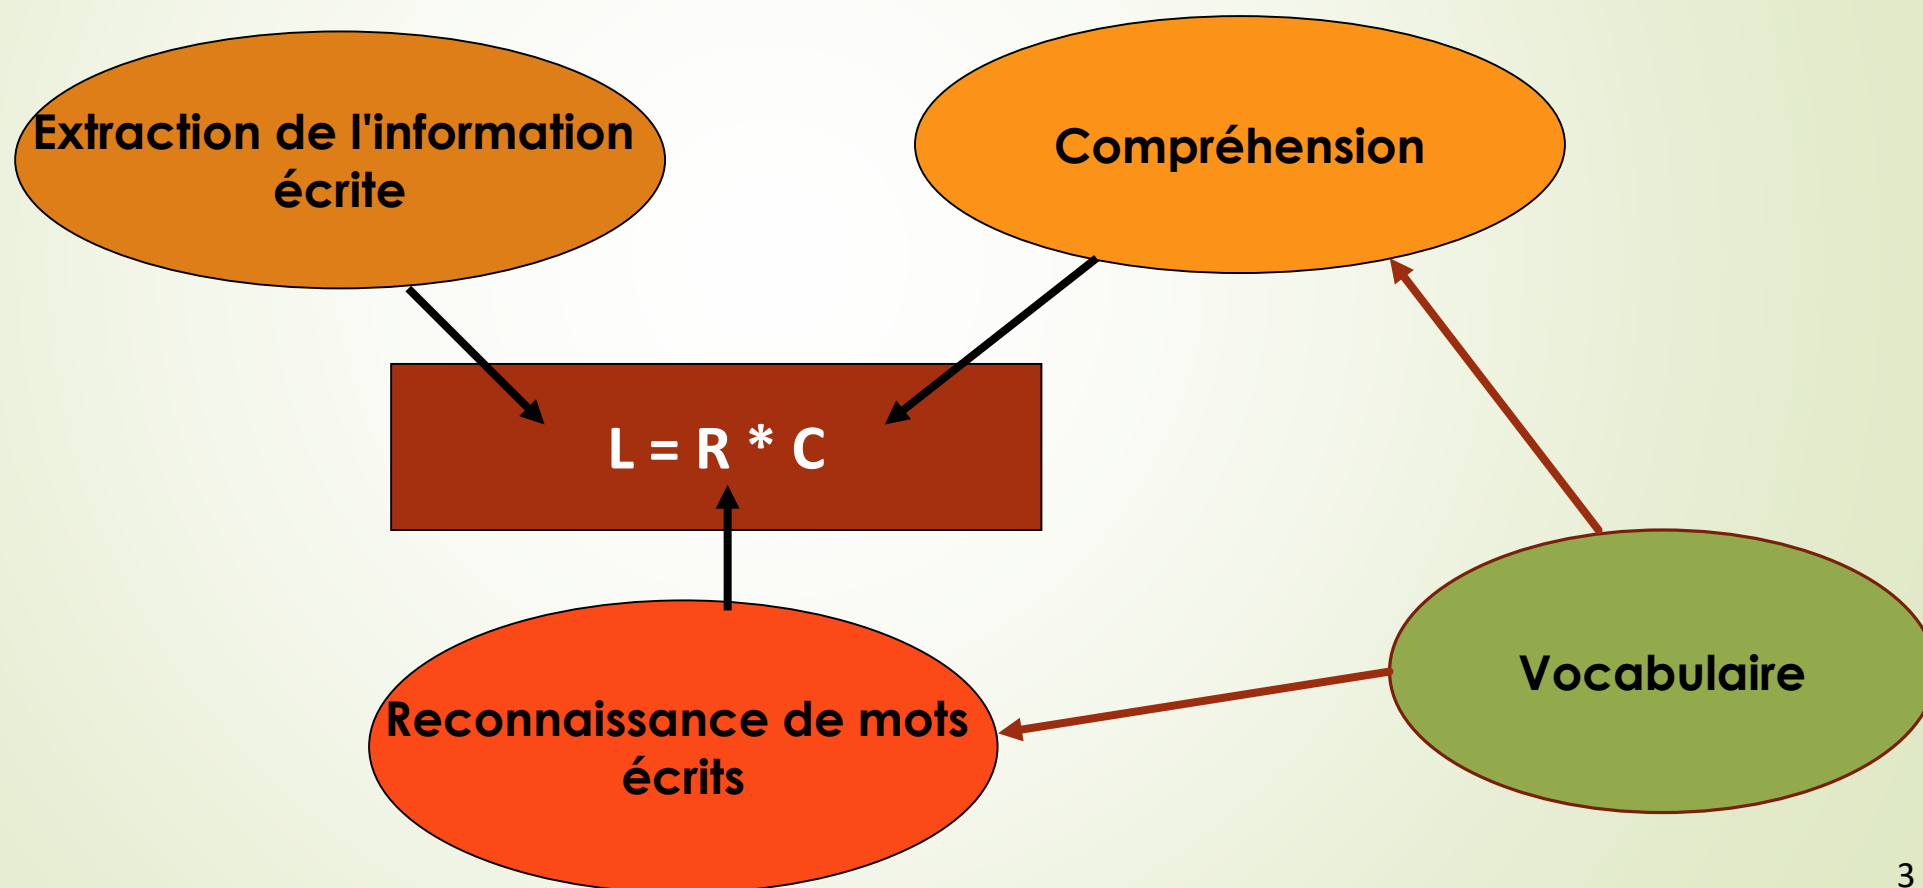 Extraction de l'information
écrite
Compréhension
L = R * C
Vocabulaire
Reconnaissance de mots
écrits
3